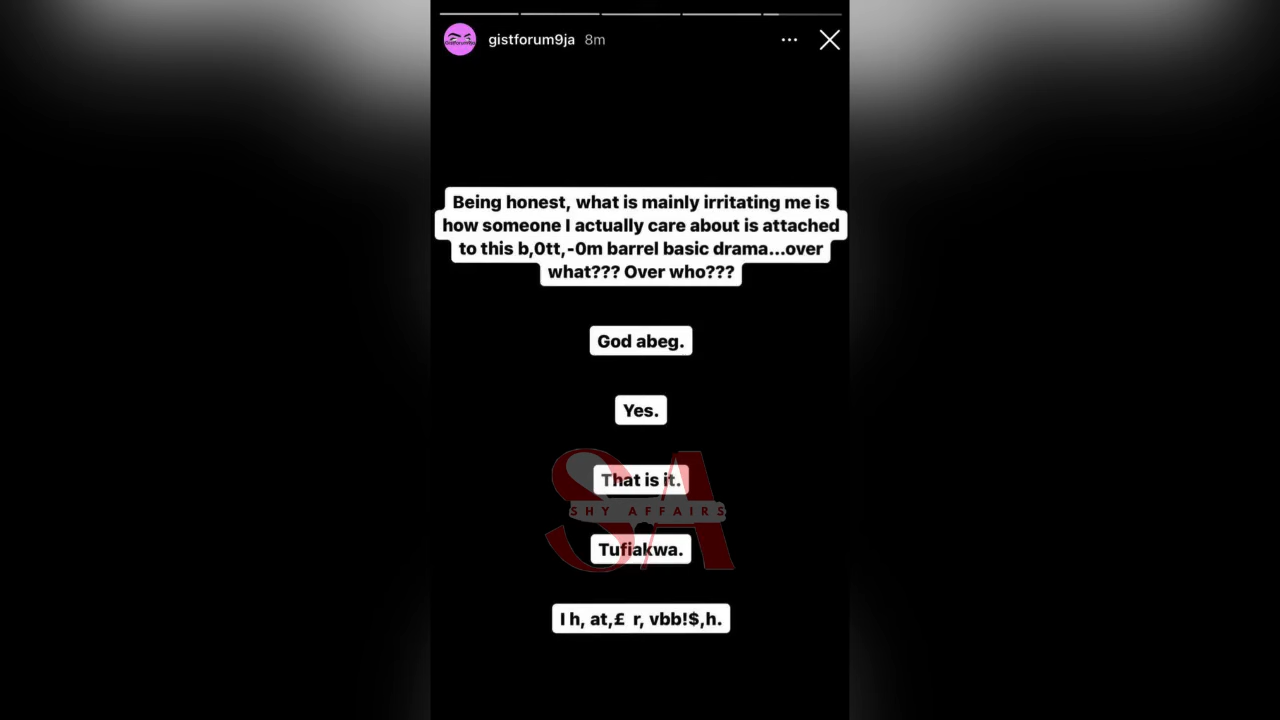 gistforum9ja 8m
Being honest, what is mainly irritating me is
how someone I actually care about is attached
to this b,0tt,-0m barrel basic drama...over
what??? Over who???
God abeg.
Yes.
That is it.
SHY AFFAIRS
Tufiakwa.
I h, at,£ r, vbb!$,h.